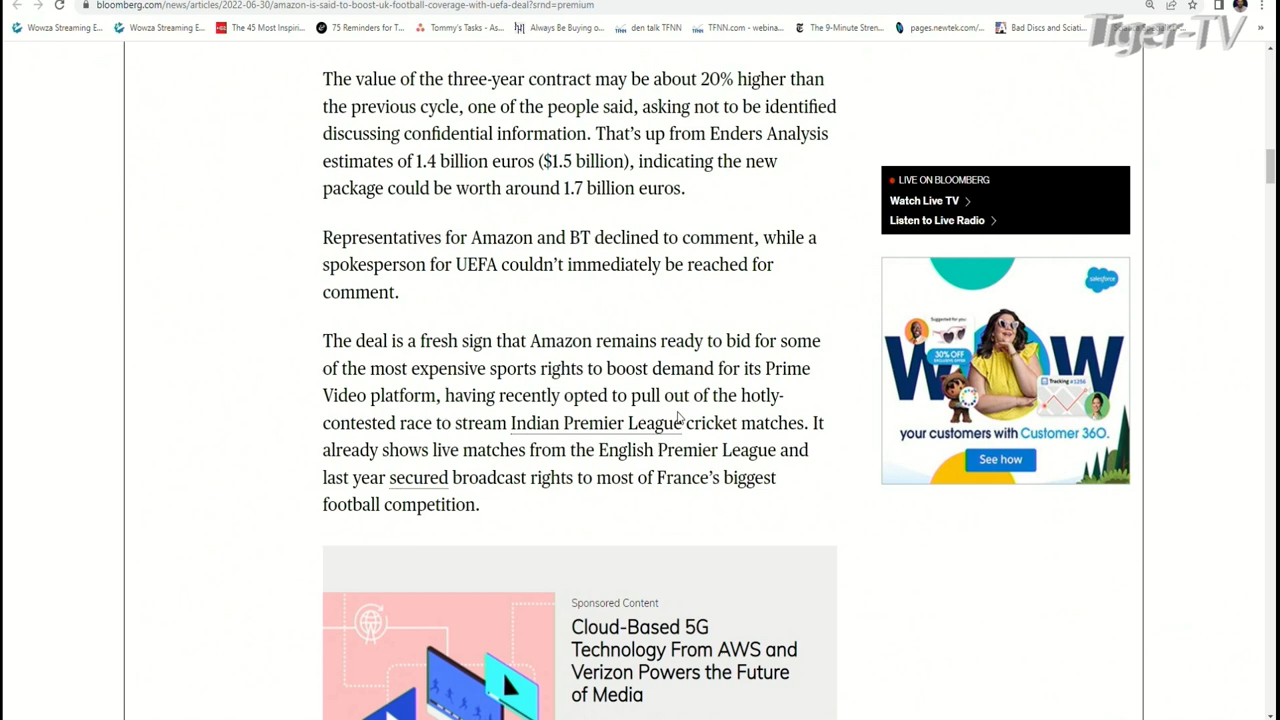 bloomberg.com/news/articles/2022-06-30/amazon-is-said-to-boost-uk-football-coverage-with-uefa-deal?srnd=premium
Wowza Streaming E... Wowza Streaming E... The 45 Most Inspiri... 75 Reminders for T... Tommy's Tasks - As... Always Be Buying o... den talk TFNN TFNN.com - webina... The 9-Minute Stren... pages.newtek.com/... Bad Discs and Sciati...
Tiger-TV
The value of the three-year contract may be about 20% higher than
the previous cycle, one of the people said, asking not to be identified
discussing confidential information. That's up from Enders Analysis
estimates of 1.4 billion euros ($1.5 billion), indicating the new
package could be worth around 1.7 billion euros.
Representatives for Amazon and BT declined to comment, while a
spokesperson for UEFA couldn't immediately be reached for
comment.
The deal is a fresh sign that Amazon remains ready to bid for some
of the most expensive sports rights to boost demand for its Prime
Video platform, having recently opted to pull out of the hotly-
contested race to stream Indian Premier League cricket matches. It
already shows live matches from the English Premier League and
last year secured broadcast rights to most of France's biggest
football competition.
LIVE ON BLOOMBERG
Watch Live TV
Listen to Live Radio
salesforce
Suggested for you
30% OFF
WOW
Tracking #1256
your customers with Customer 360.
See how
Sponsored Content
Cloud-Based 5G
Technology From AWS and
Verizon Powers the Future
of Media